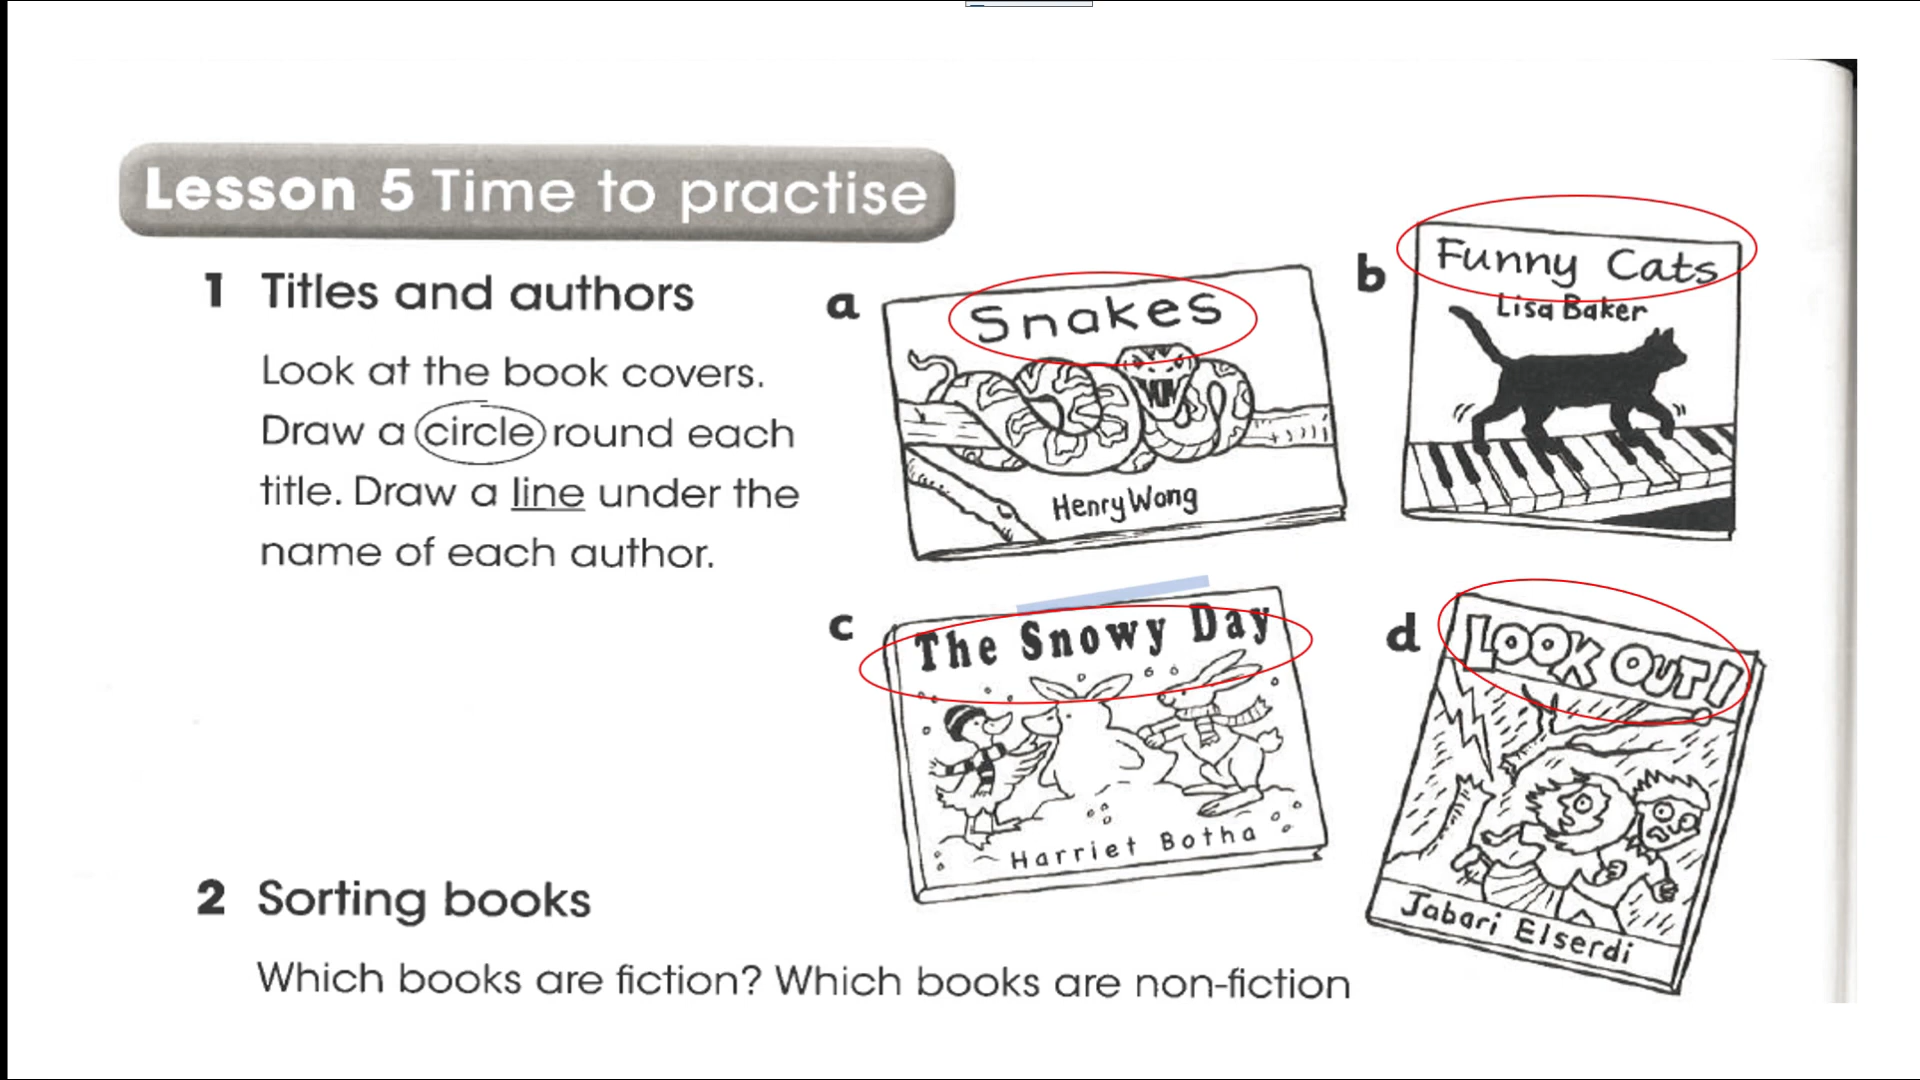 Lesson 5 Time to practise
1 Titles and authors
Look at the book covers.
Draw a circle round each
title. Draw a line under the
name of each author.
a
Snakes
Henry Wong
b
Funny Cats
Lisa Baker
c
The Snowy Day
Harriet Botha
d
LOOK OUT!
Jabari Elserdi
2 Sorting books
Which books are fiction? Which books are non-fiction